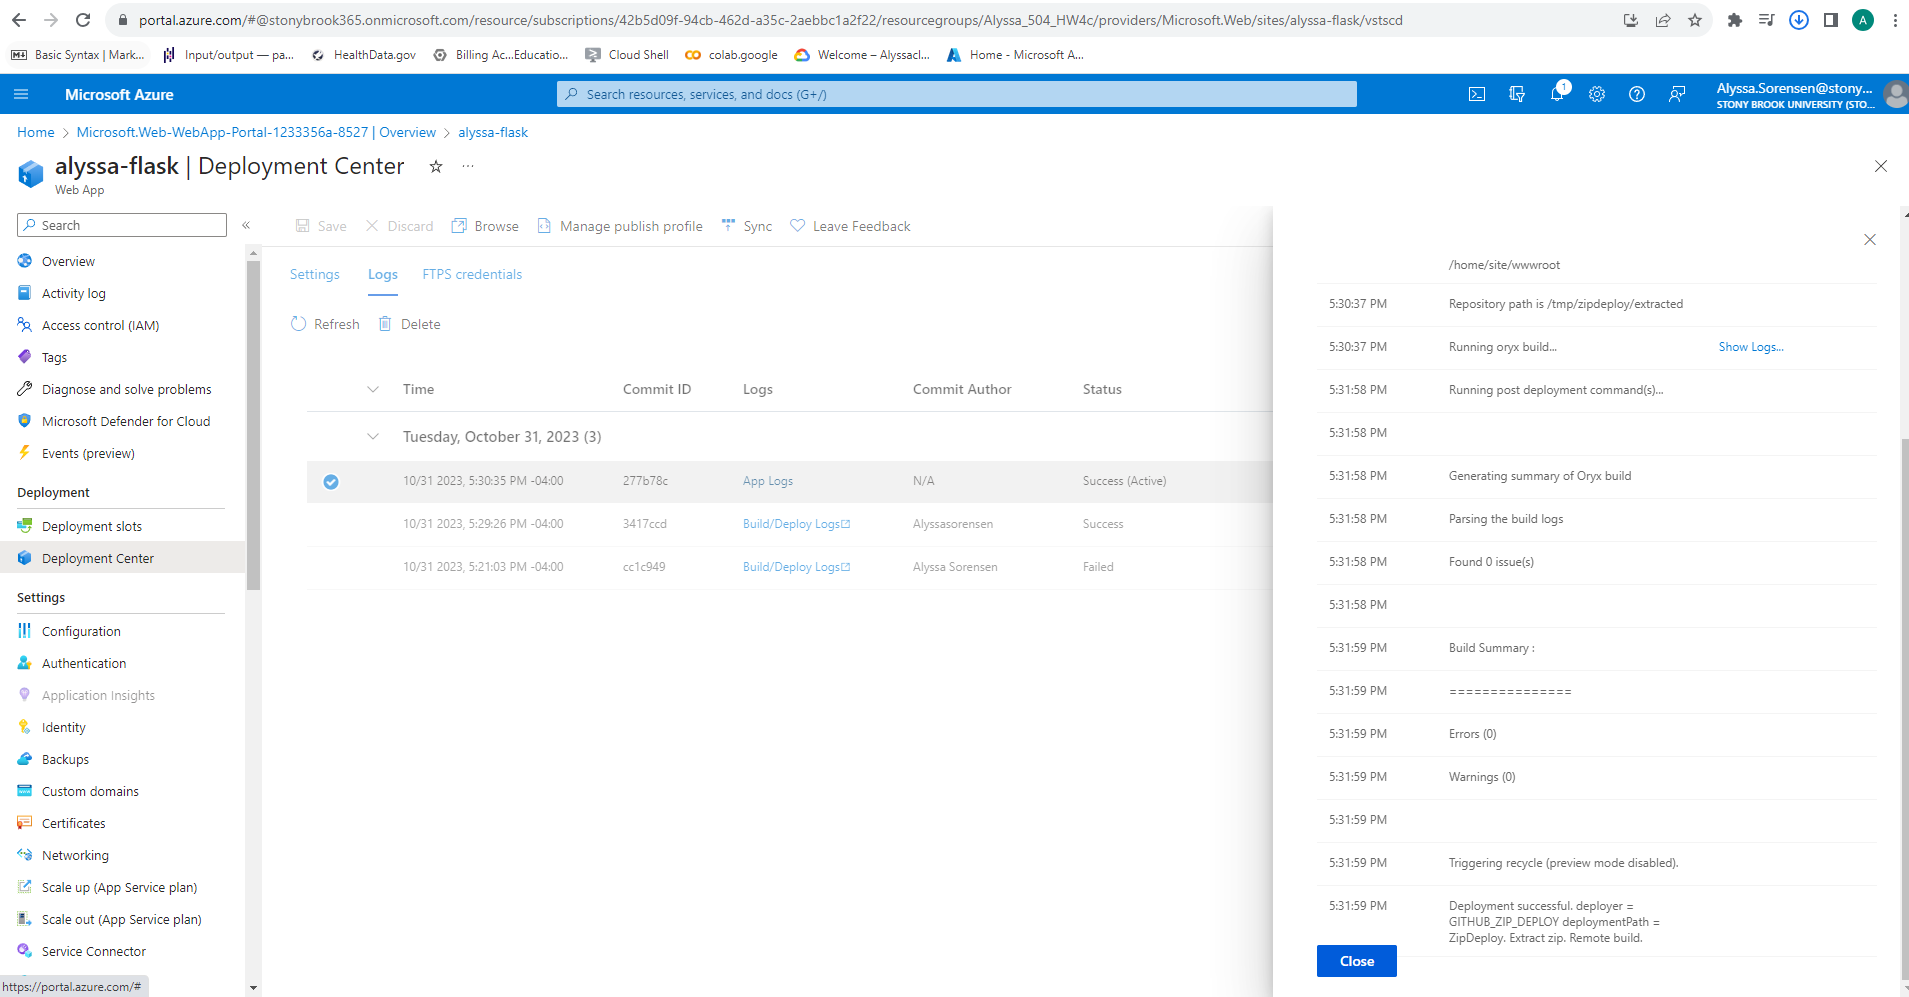 portal.azure.com/#@stonybrook365.onmicrosoft.com/resource/subscriptions/42b5d09f-94cb-462d-a35c-2aebbc1a2f22/resourcegroups/Alyssa_504_HW4c/providers/Microsoft.Web/sites/alyssa-flask/vstscd
A
Basic Syntax | Mark... Input/output — pa... HealthData.gov Billing Ac...Educatio... Cloud Shell colab.google Welcome – Alyssacl... Home - Microsoft A...
Microsoft Azure
Search resources, services, and docs (G+/)
1
Alyssa.Sorensen@stony...
STONY BROOK UNIVERSITY (STO...
Home > Microsoft.Web-WebApp-Portal-1233356a-8527 | Overview > alyssa-flask
alyssa-flask | Deployment Center
Web App
Search
Overview
Activity log
Access control (IAM)
Tags
Diagnose and solve problems
Microsoft Defender for Cloud
Events (preview)
Deployment
Deployment slots
Deployment Center
Settings
Configuration
Authentication
Application Insights
Identity
Backups
Custom domains
Certificates
Networking
Scale up (App Service plan)
Scale out (App Service plan)
Service Connector
https://portal.azure.com/#
Save Discard Browse Manage publish profile Sync Leave Feedback
Settings Logs FTPS credentials
Refresh Delete
Time Commit ID Logs Commit Author Status
Tuesday, October 31, 2023 (3)
10/31 2023, 5:30:35 PM -04:00 277b78c App Logs N/A Success (Active)
10/31 2023, 5:29:26 PM -04:00 3417ccd Build/Deploy Logs Alyssasorensen Success
10/31 2023, 5:21:03 PM -04:00 cc1c949 Build/Deploy Logs Alyssa Sorensen Failed
/home/site/wwwroot
5:30:37 PM Repository path is /tmp/zipdeploy/extracted
5:30:37 PM Running oryx build... Show Logs...
5:31:58 PM Running post deployment command(s)...
5:31:58 PM
5:31:58 PM Generating summary of Oryx build
5:31:58 PM Parsing the build logs
5:31:58 PM Found 0 issue(s)
5:31:58 PM
5:31:59 PM Build Summary :
5:31:59 PM ===============
5:31:59 PM Errors (0)
5:31:59 PM Warnings (0)
5:31:59 PM
5:31:59 PM Triggering recycle (preview mode disabled).
5:31:59 PM Deployment successful. deployer =
GITHUB_ZIP_DEPLOY deploymentPath =
ZipDeploy. Extract zip. Remote build.
Close